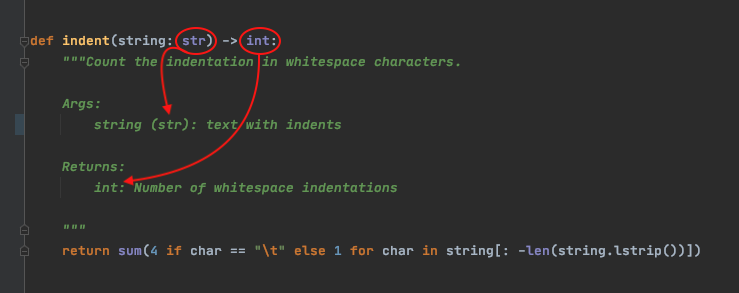 def indent(string: str) -> int:
"""Count the indentation in whitespace characters.
Args:
string (str): text with indents
Returns:
int: Number of whitespace indentations
"""
return sum(4 if char == "\t" else 1 for char in string[: -len(string.lstrip())])